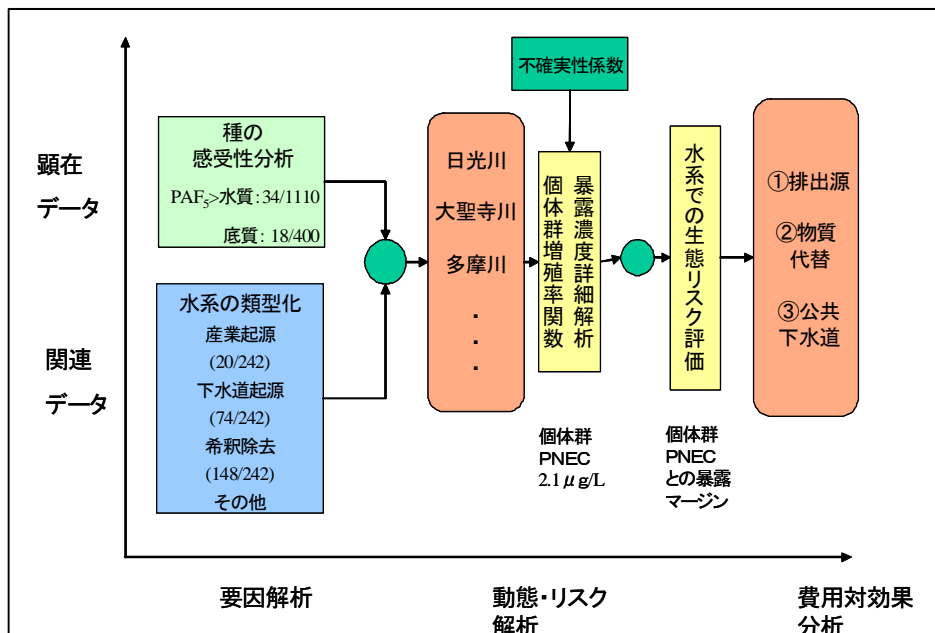 不確実性係数
顕在
データ
関連
データ
種の
感受性分析
PAF5>水質:34/1110
底質: 18/400
水系の類型化
産業起源
(20/242)
下水道起源
(74/242)
希釈除去
(148/242)
その他
日光川
大聖寺川
多摩川
・
・
・
暴露濃度詳細解析
個体群増殖率関数
個体群
PNEC
2.1μg/L
水系での生態リスク評価
個体群
PNEC
との暴露
マージン
①排出源
②物質
代替
③公共
下水道
要因解析
動態・リスク
解析
費用対効果
分析